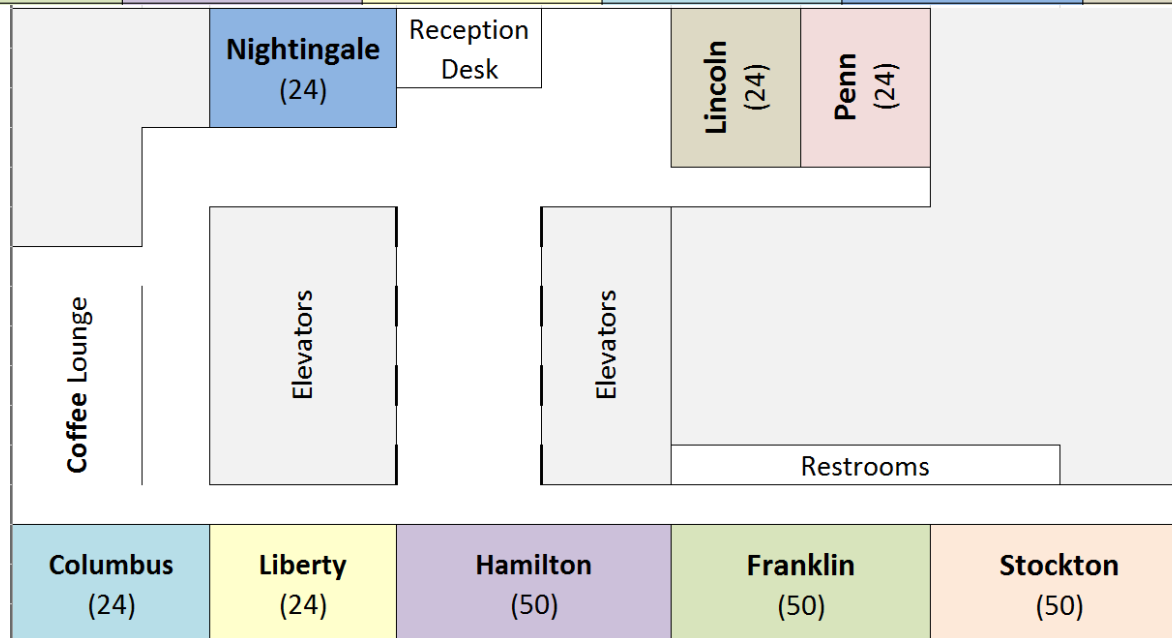 Nightingale
(24)
Reception
Desk
Lincoln
(24)
Penn
(24)
Coffee Lounge
Elevators
Elevators
Restrooms
Columbus
(24)
Liberty
(24)
Hamilton
(50)
Franklin
(50)
Stockton
(50)